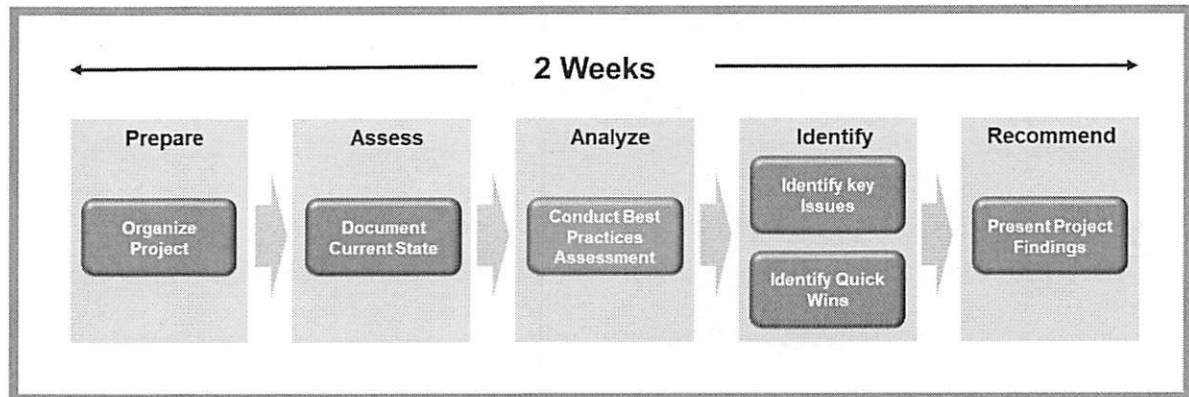 2 Weeks
Prepare
Assess
Analyze
Identify
Recommend
Organize
Project
Document
Current State
Conduct Best
Practices
Assessment
Identify key
Issues
Identify Quick
Wins
Present Project
Findings